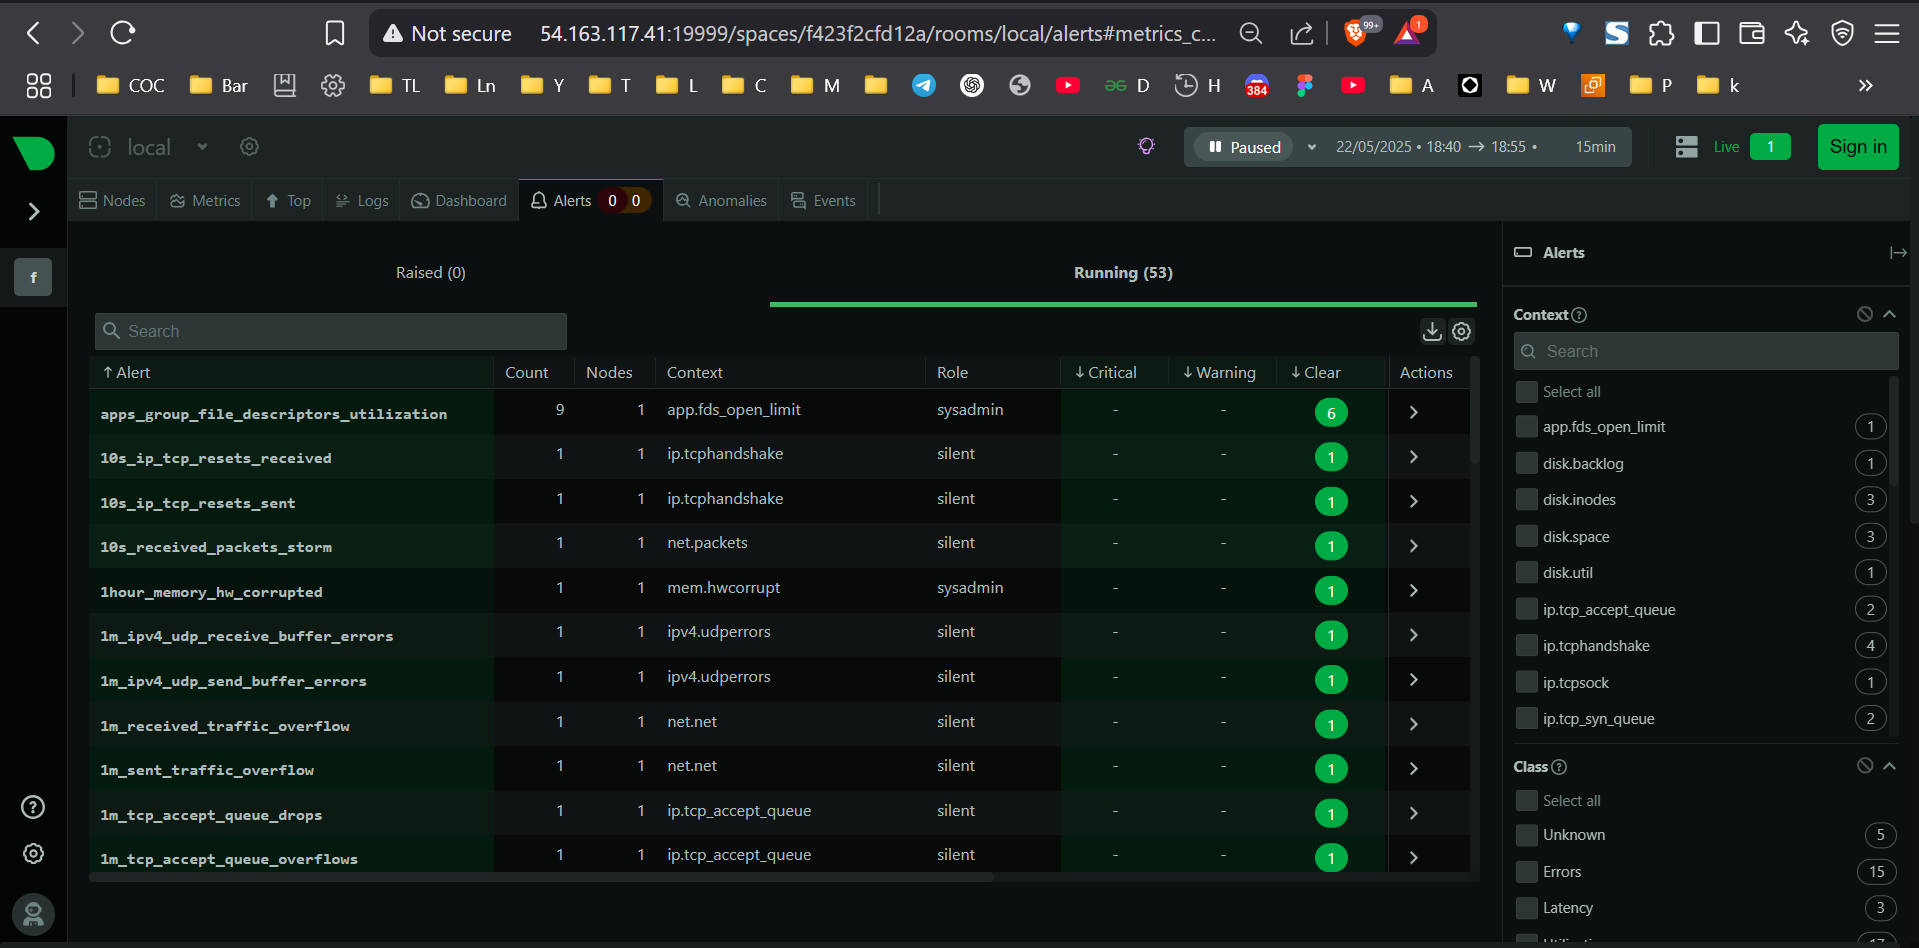 Not secure 54.163.117.41:19999/spaces/f423f2cfd12a/rooms/local/alerts#metrics_c... 99+ 1
COC Bar TL Ln Y T L C M D H 384 A W P k
local Paused 22/05/2025 • 18:40 → 18:55 • 15min Live 1 Sign in
Nodes Metrics Top Logs Dashboard Alerts 0 0 Anomalies Events
f
Raised (0) Running (53)
Search
Alert Count Nodes Context Role Critical Warning Clear Actions
apps_group_file_descriptors_utilization 9 1 app.fds_open_limit sysadmin - - 6
10s_ip_tcp_resets_received 1 1 ip.tcphandshake silent - - 1
10s_ip_tcp_resets_sent 1 1 ip.tcphandshake silent - - 1
10s_received_packets_storm 1 1 net.packets silent - - 1
1hour_memory_hw_corrupted 1 1 mem.hwcorrupt sysadmin - - 1
1m_ipv4_udp_receive_buffer_errors 1 1 ipv4.udperrors silent - - 1
1m_ipv4_udp_send_buffer_errors 1 1 ipv4.udperrors silent - - 1
1m_received_traffic_overflow 1 1 net.net silent - - 1
1m_sent_traffic_overflow 1 1 net.net silent - - 1
1m_tcp_accept_queue_drops 1 1 ip.tcp_accept_queue silent - - 1
1m_tcp_accept_queue_overflows 1 1 ip.tcp_accept_queue silent - - 1
Alerts
Context
Search
Select all
app.fds_open_limit 1
disk.backlog 1
disk.inodes 3
disk.space 3
disk.util 1
ip.tcp_accept_queue 2
ip.tcphandshake 4
ip.tcpsock 1
ip.tcp_syn_queue 2
Class
Select all
Unknown 5
Errors 15
Latency 3